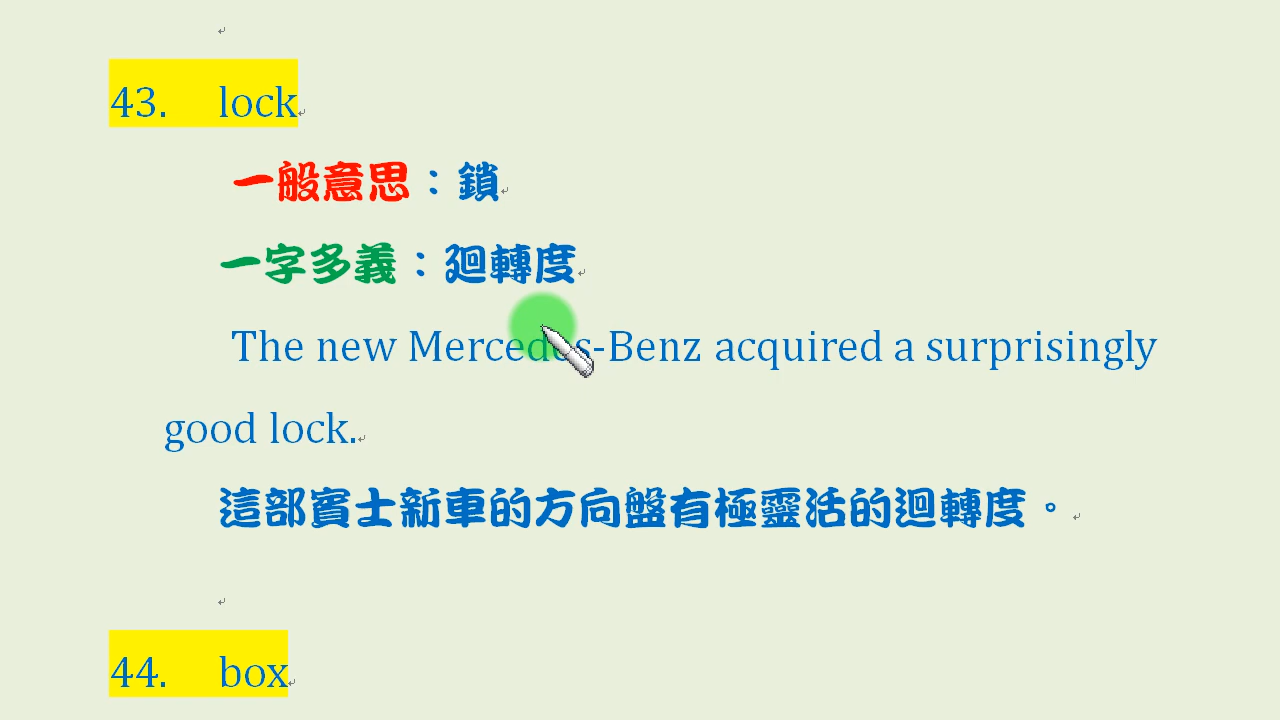 43. lock
一般意思：鎖
一字多義：迴轉度
The new Mercedes-Benz acquired a surprisingly
good lock.
這部賓士新車的方向盤有極靈活的迴轉度。
44. box